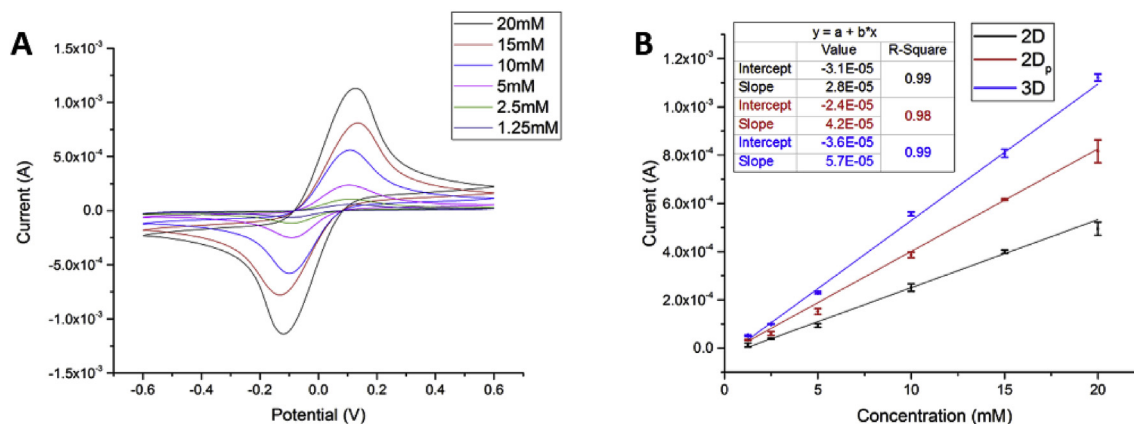 A
20mM
15mM
10mM
5mM
2.5mM
1.25mM
1.5x10⁻³
1.0x10⁻³
5.0x10⁻⁴
0.0
-5.0x10⁻⁴
-1.0x10⁻³
-1.5x10⁻³
Current (A)
-0.6 -0.4 -0.2 0.0 0.2 0.4 0.6
Potential (V)
B
y = a + b*x
Value R-Square
Intercept -3.1E-05 0.99
Slope 2.8E-05
Intercept -2.4E-05 0.98
Slope 4.2E-05
Intercept -3.6E-05 0.99
Slope 5.7E-05
2D
2Dₚ
3D
1.2x10⁻³
1.0x10⁻³
8.0x10⁻⁴
6.0x10⁻⁴
4.0x10⁻⁴
2.0x10⁻⁴
0.0
Current (A)
0 5 10 15 20
Concentration (mM)